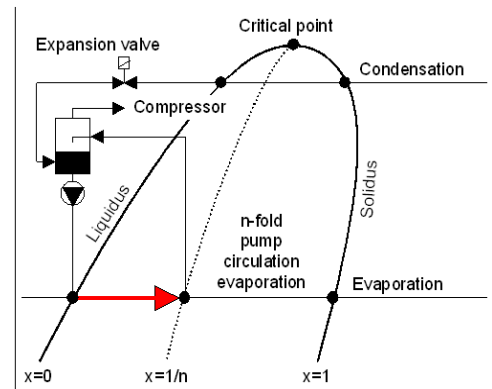 Critical point
Expansion valve
Condensation
Compressor
Liquidus
Solidus
n-fold
pump
circulation
evaporation
Evaporation
x=0
x=1/n
x=1